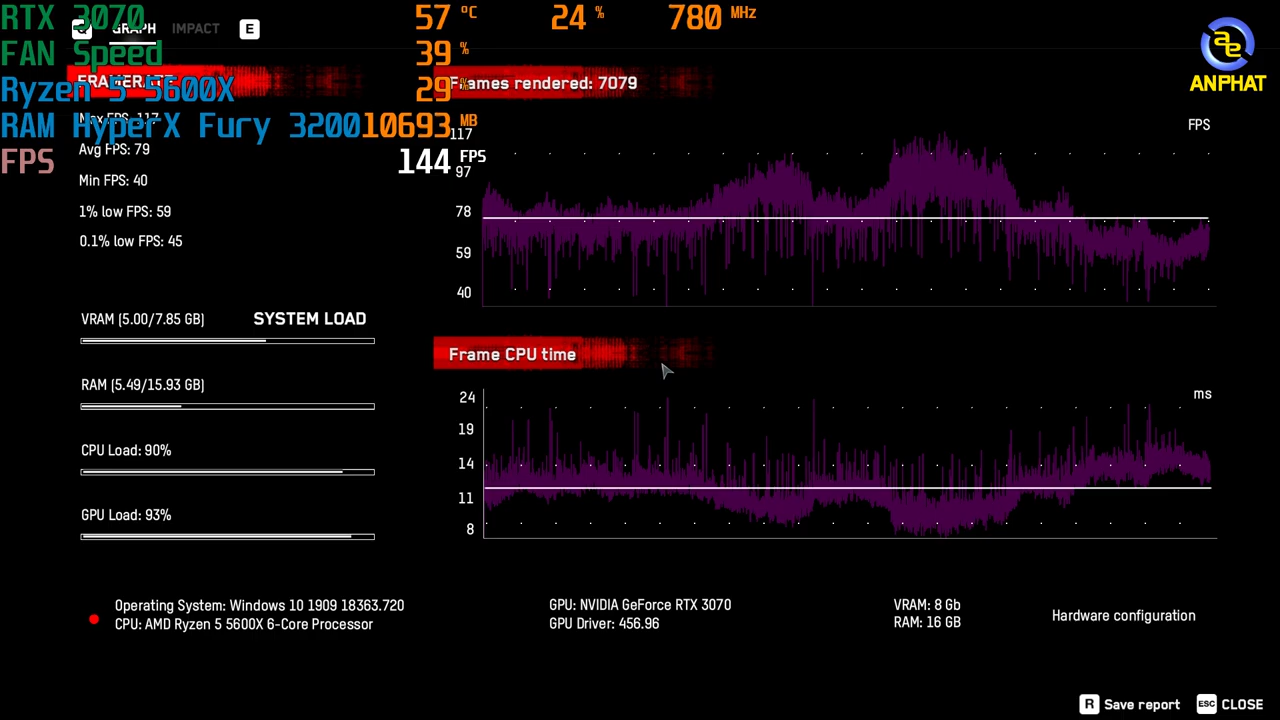 RTX 3070 57 °C 24 % 780 MHz
FAN Speed 39 %
Ryzen 5 5600X 29 %
RAM HyperX Fury 3200 10693 MB
FPS 144 FPS
Q GRAPH IMPACT E
ANPHAT
FRAMERATE
Max FPS: 117
Avg FPS: 79
Min FPS: 40
1% low FPS: 59
0.1% low FPS: 45
Frames rendered: 7079
FPS
117
97
78
59
40
SYSTEM LOAD
VRAM (5.00/7.85 GB)
RAM (5.49/15.93 GB)
CPU Load: 90%
GPU Load: 93%
Frame CPU time
ms
24
19
14
11
8
Operating System: Windows 10 1909 18363.720
CPU: AMD Ryzen 5 5600X 6-Core Processor
GPU: NVIDIA GeForce RTX 3070
GPU Driver: 456.96
VRAM: 8 Gb
RAM: 16 GB
Hardware configuration
R Save report ESC CLOSE